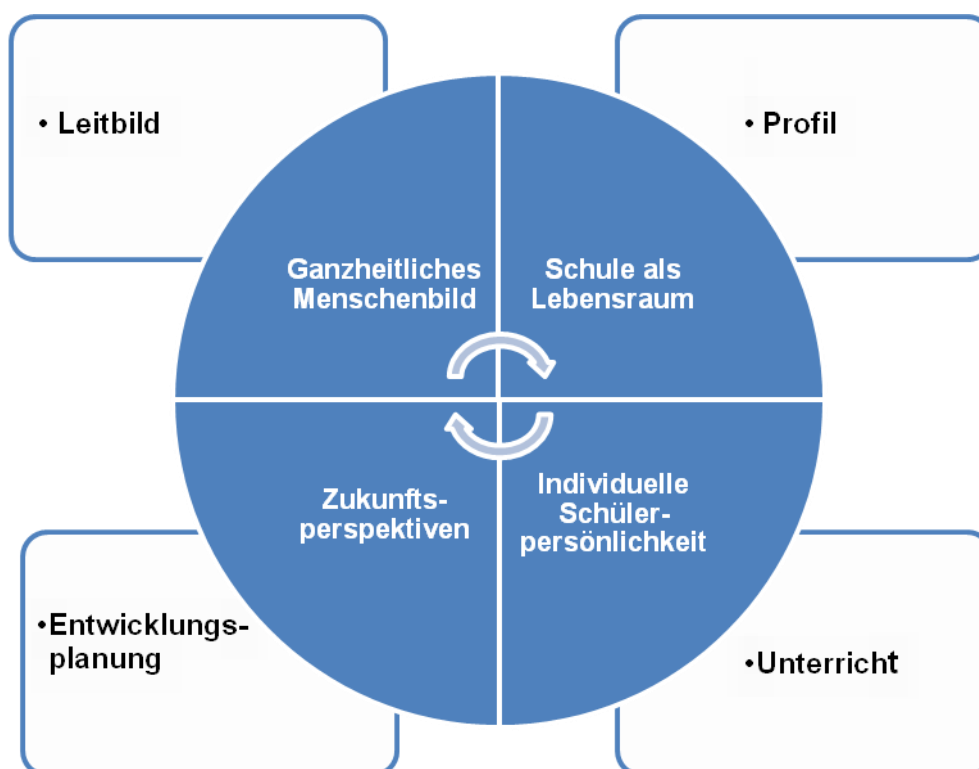 • Leitbild
• Profil
Ganzheitliches
Menschenbild
Schule als
Lebensraum
Zukunfts-
perspektiven
Individuelle
Schüler-
persönlichkeit
•Entwicklungs-
planung
•Unterricht